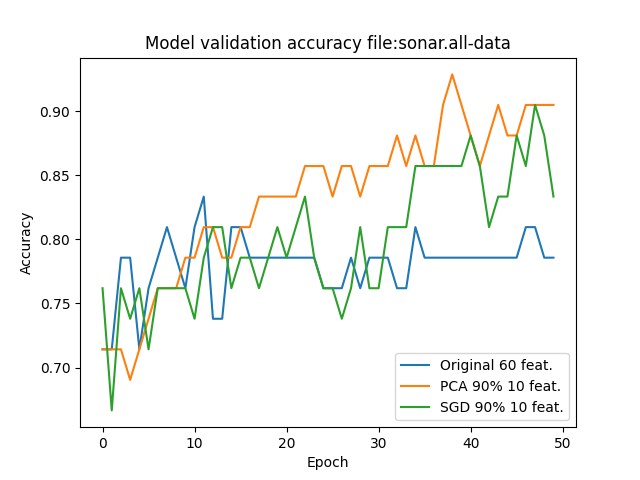 Model validation accuracy file:sonar.all-data
Accuracy
0.90
0.85
0.80
0.75
0.70
Original 60 feat.
PCA 90% 10 feat.
SGD 90% 10 feat.
0 10 20 30 40 50
Epoch